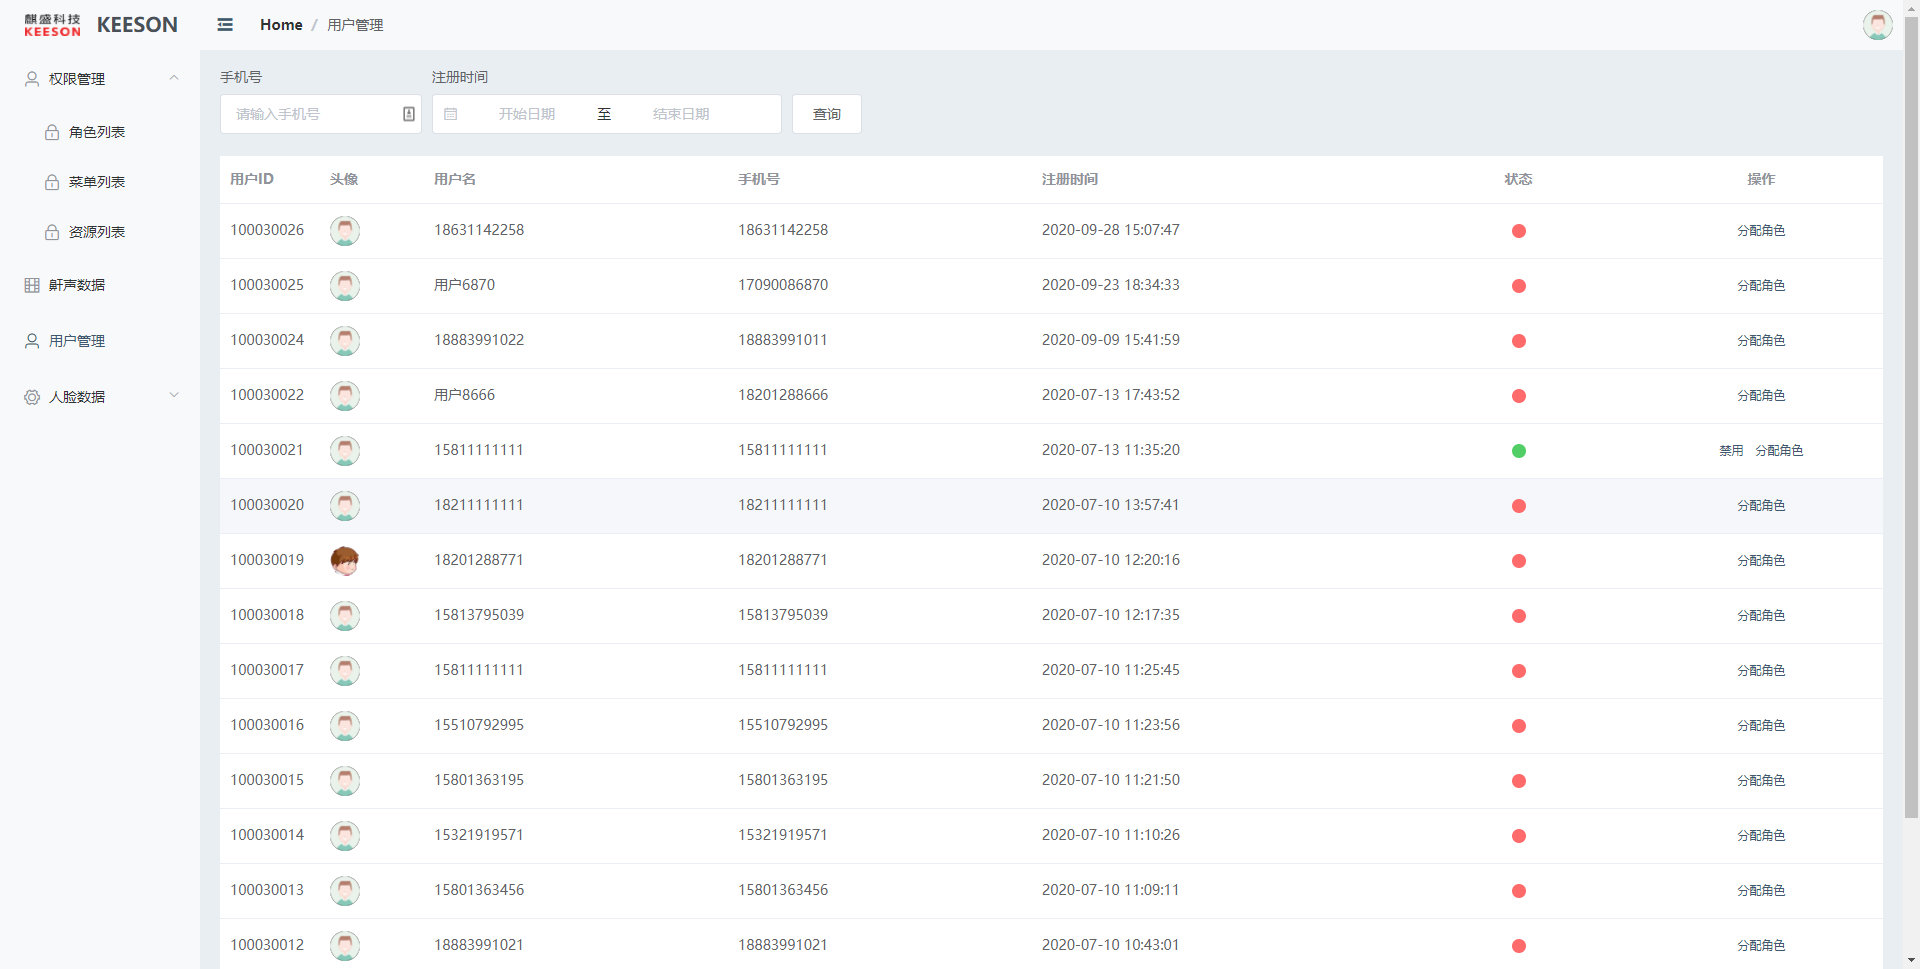 麒盛科技
KEESON
KEESON
Home / 用户管理
权限管理
角色列表
菜单列表
资源列表
鼾声数据
用户管理
人脸数据
手机号 注册时间
请输入手机号 开始日期 至 结束日期 查询
用户ID 头像 用户名 手机号 注册时间 状态 操作
100030026 18631142258 18631142258 2020-09-28 15:07:47 分配角色
100030025 用户6870 17090086870 2020-09-23 18:34:33 分配角色
100030024 18883991022 18883991011 2020-09-09 15:41:59 分配角色
100030022 用户8666 18201288666 2020-07-13 17:43:52 分配角色
100030021 15811111111 15811111111 2020-07-13 11:35:20 禁用 分配角色
100030020 18211111111 18211111111 2020-07-10 13:57:41 分配角色
100030019 18201288771 18201288771 2020-07-10 12:20:16 分配角色
100030018 15813795039 15813795039 2020-07-10 12:17:35 分配角色
100030017 15811111111 15811111111 2020-07-10 11:25:45 分配角色
100030016 15510792995 15510792995 2020-07-10 11:23:56 分配角色
100030015 15801363195 15801363195 2020-07-10 11:21:50 分配角色
100030014 15321919571 15321919571 2020-07-10 11:10:26 分配角色
100030013 15801363456 15801363456 2020-07-10 11:09:11 分配角色
100030012 18883991021 18883991021 2020-07-10 10:43:01 分配角色